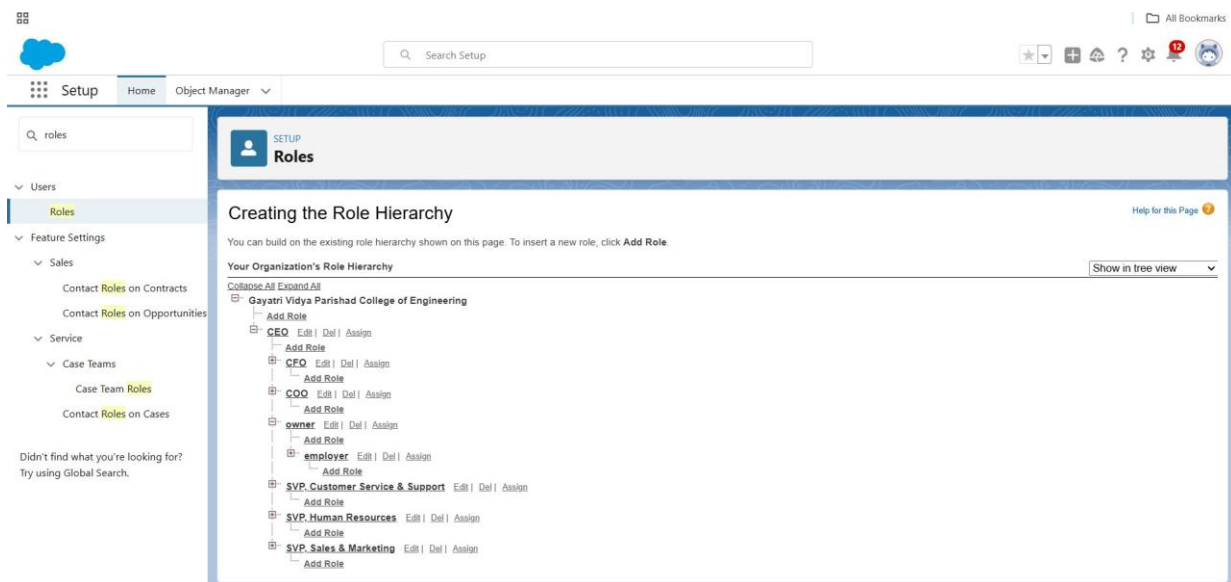 All Bookmarks
Search Setup
12
Setup Home Object Manager
roles
SETUP
Roles
Users
Roles
Feature Settings
Sales
Contact Roles on Contracts
Contact Roles on Opportunities
Service
Case Teams
Case Team Roles
Contact Roles on Cases
Didn't find what you're looking for?
Try using Global Search.
Creating the Role Hierarchy
Help for this Page
You can build on the existing role hierarchy shown on this page. To insert a new role, click Add Role.
Your Organization's Role Hierarchy
Show in tree view
Collapse All Expand All
Gayatri Vidya Parishad College of Engineering
Add Role
CEO Edit | Del | Assign
Add Role
CFO Edit | Del | Assign
Add Role
COO Edit | Del | Assign
Add Role
owner Edit | Del | Assign
Add Role
employer Edit | Del | Assign
Add Role
SVP, Customer Service & Support Edit | Del | Assign
Add Role
SVP, Human Resources Edit | Del | Assign
Add Role
SVP, Sales & Marketing Edit | Del | Assign
Add Role